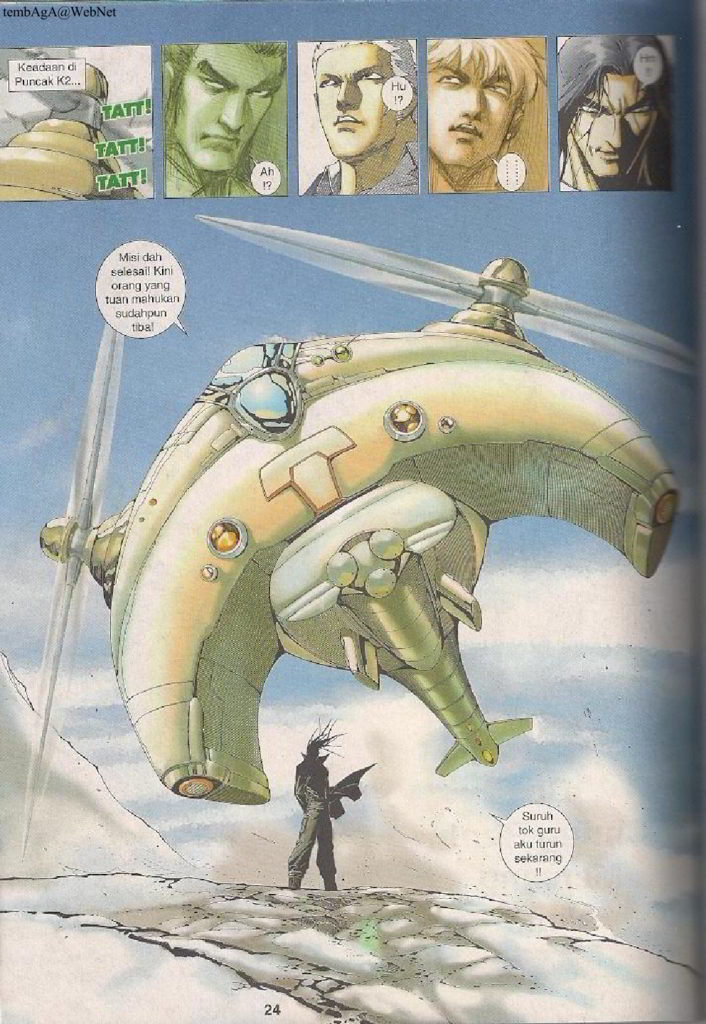 tembAgA@WebNet
Keadaan di
Puncak K2...
TATT!
TATT!
TATT!
Ah
!?
Hu
!?
.......
Hu
!?
Misi dah
selesai! Kini
orang yang
tuan mahukan
sudahpun
tiba!
Suruh
tok guru
aku turun
sekarang
!!
24